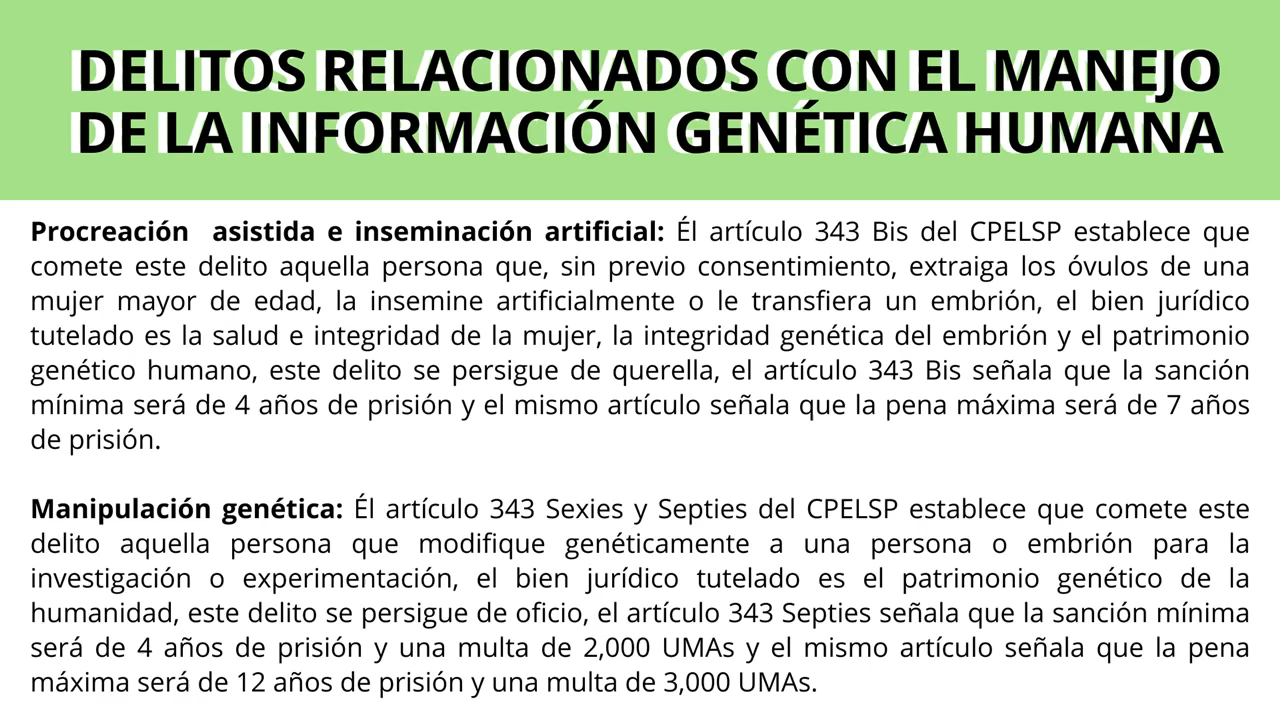 DELITOS RELACIONADOS CON EL MANEJO
DE LA INFORMACIÓN GENÉTICA HUMANA
Procreación asistida e inseminación artificial: Él artículo 343 Bis del CPELSP establece que
comete este delito aquella persona que, sin previo consentimiento, extraiga los óvulos de una
mujer mayor de edad, la insemine artificialmente o le transfiera un embrión, el bien jurídico
tutelado es la salud e integridad de la mujer, la integridad genética del embrión y el patrimonio
genético humano, este delito se persigue de querella, el artículo 343 Bis señala que la sanción
mínima será de 4 años de prisión y el mismo artículo señala que la pena máxima será de 7 años
de prisión.
Manipulación genética: Él artículo 343 Sexies y Septies del CPELSP establece que comete este
delito aquella persona que modifique genéticamente a una persona o embrión para la
investigación o experimentación, el bien jurídico tutelado es el patrimonio genético de la
humanidad, este delito se persigue de oficio, el artículo 343 Septies señala que la sanción mínima
será de 4 años de prisión y una multa de 2,000 UMAs y el mismo artículo señala que la pena
máxima será de 12 años de prisión y una multa de 3,000 UMAs.